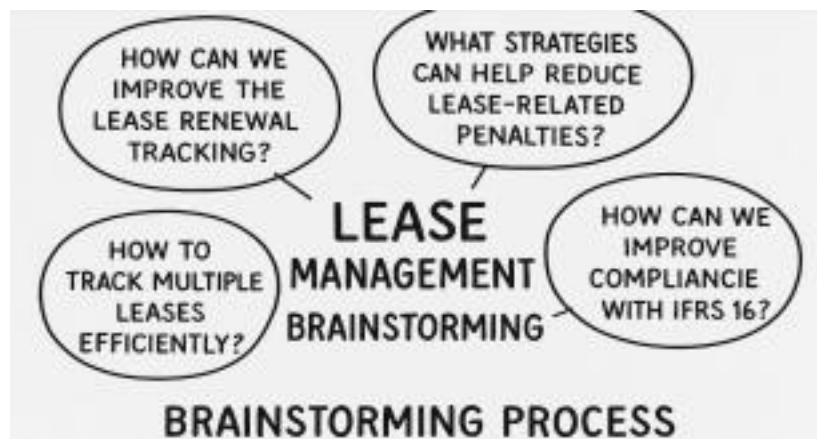 HOW CAN WE
IMPROVE THE
LEASE RENEWAL
TRACKING?
WHAT STRATEGIES
CAN HELP REDUCE
LEASE-RELATED
PENALTIES?
LEASE
MANAGEMENT
BRAINSTORMING
HOW TO
TRACK MULTIPLE
LEASES
EFFICIENTLY?
HOW CAN WE
IMPROVE
COMPLIANCIE
WITH IFRS 16?
BRAINSTORMING PROCESS